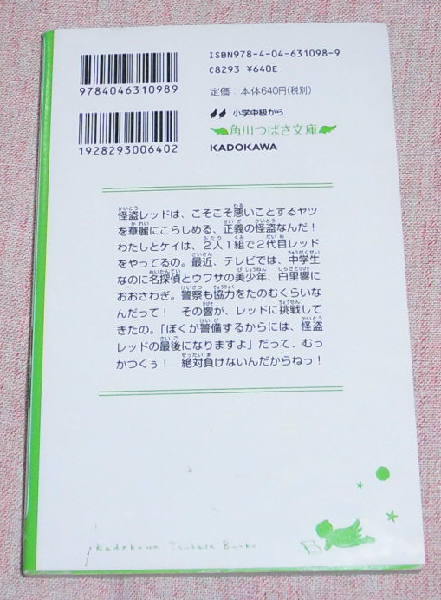 ISBN978-4-04-631098-9
C8293 ¥640E
定価：本体640円(税別)
9784046310989
小学中級から
角川つばさ文庫
KADOKAWA
1928293006402
怪盗レッドは、こそこそ悪いことするヤツ
を華麗にこらしめる、正義の怪盗なんだ！
わたしとケイは、2人1組で2代目レッド
をやってるの。最近、テレビでは、中学生
なのに名探偵とウワサの美少年、白里響に
おおさわぎ。警察も協力をたのむくらいな
んだって！　その響が、レッドに挑戦して
きたの。「ぼくが警備するからには、怪盗
レッドの最後になりますよ」だって、むっ
かつくぅ！　絶対負けないんだからねっ！
Kadokawa Tsubasa Bunko